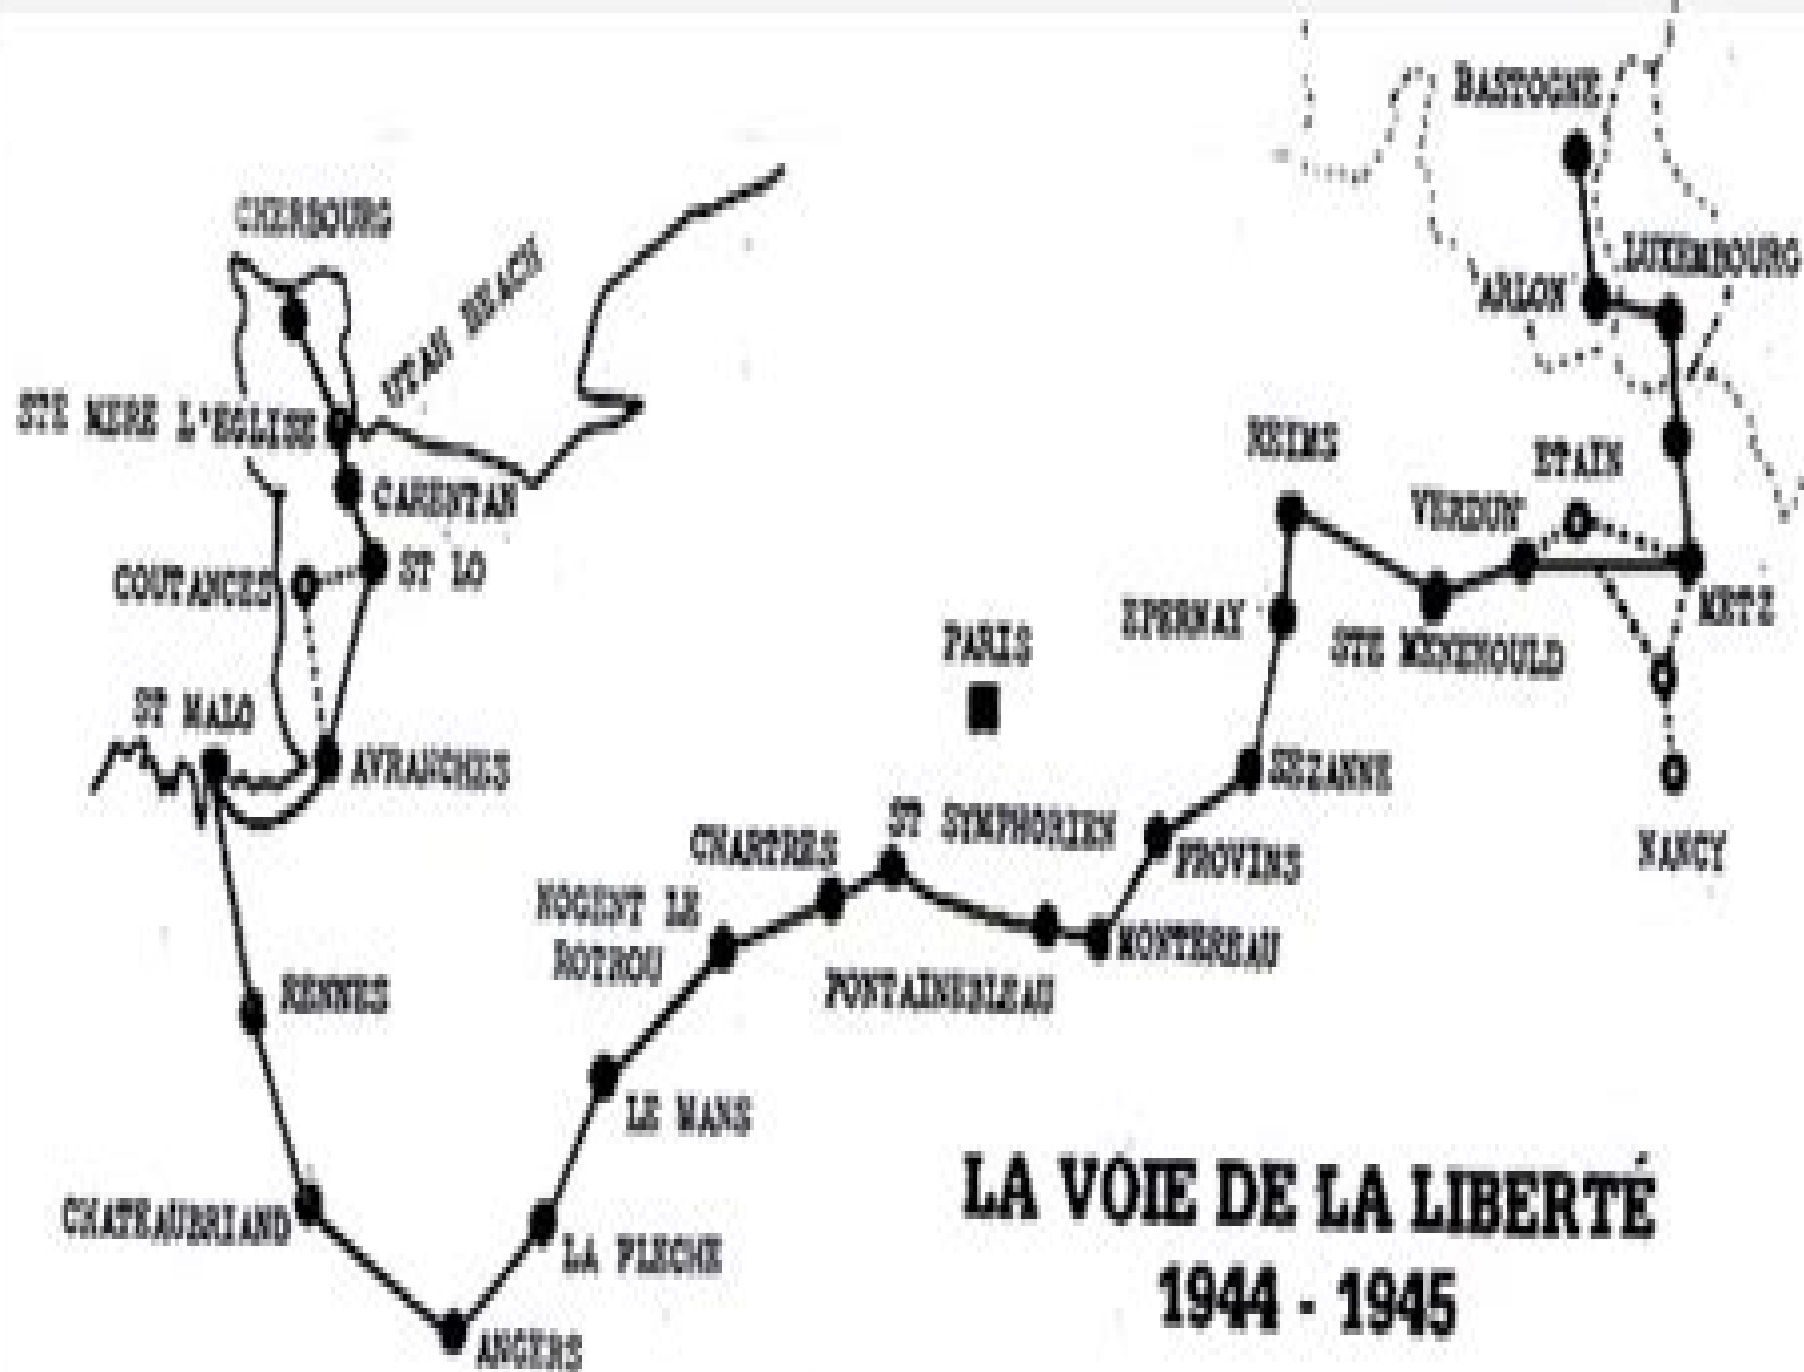 BASTOGNE
CHERBOURG
UTAH BEACH
LUXEMBOURG
ARLON
STE MERE L'EGLISE
REIMS
ETAIN
CARENTAN
VERDUN
COUTANCES
ST LO
METZ
EPERNAY
PARIS
STE MENEHOULD
ST MALO
AVRANCHES
SEZANNE
ST SYMPHORIEN
CHARTRES
PROVINS
NANCY
NOGENT LE
ROTROU
MONTEREAU
RENNES
FONTAINEBLEAU
LE MANS
LA VOIE DE LA LIBERTÉ
CHATEAUBRIAND
LA FLECHE
1944 - 1945
ANGERS